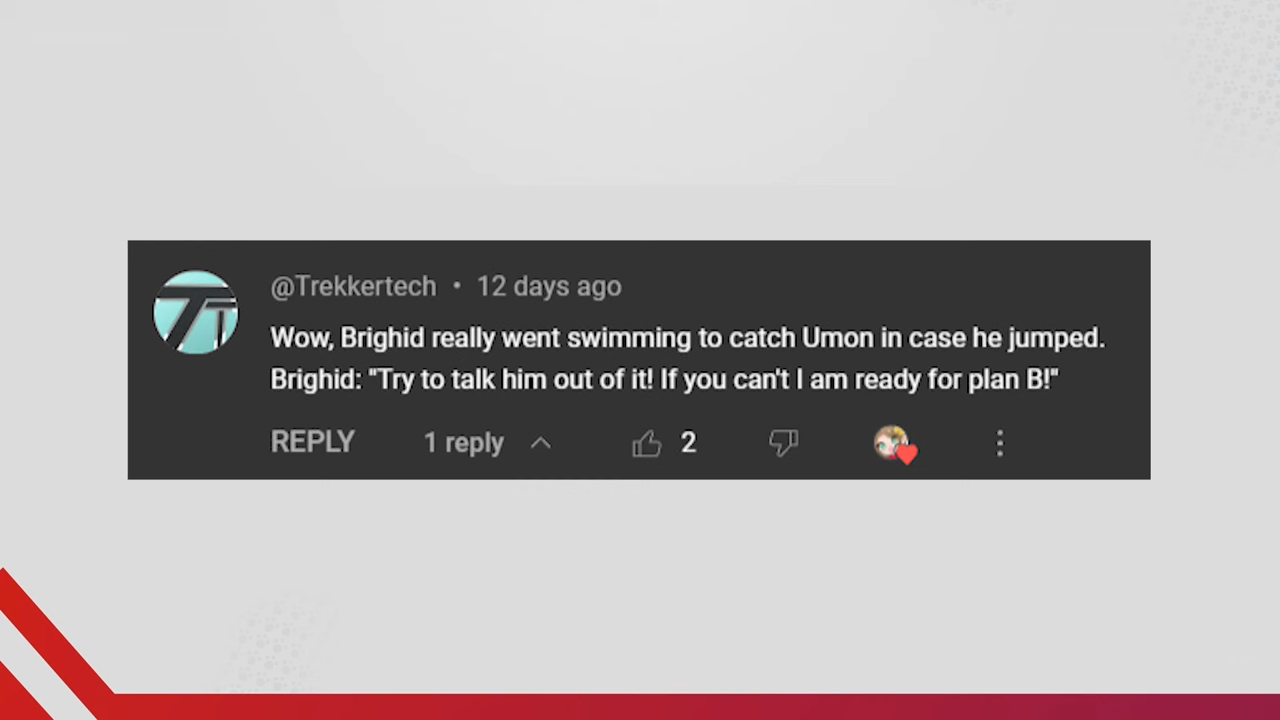 @Trekkertech • 12 days ago
Wow, Brighid really went swimming to catch Umon in case he jumped.
Brighid: "Try to talk him out of it! If you can't I am ready for plan B!"
REPLY 1 reply 2